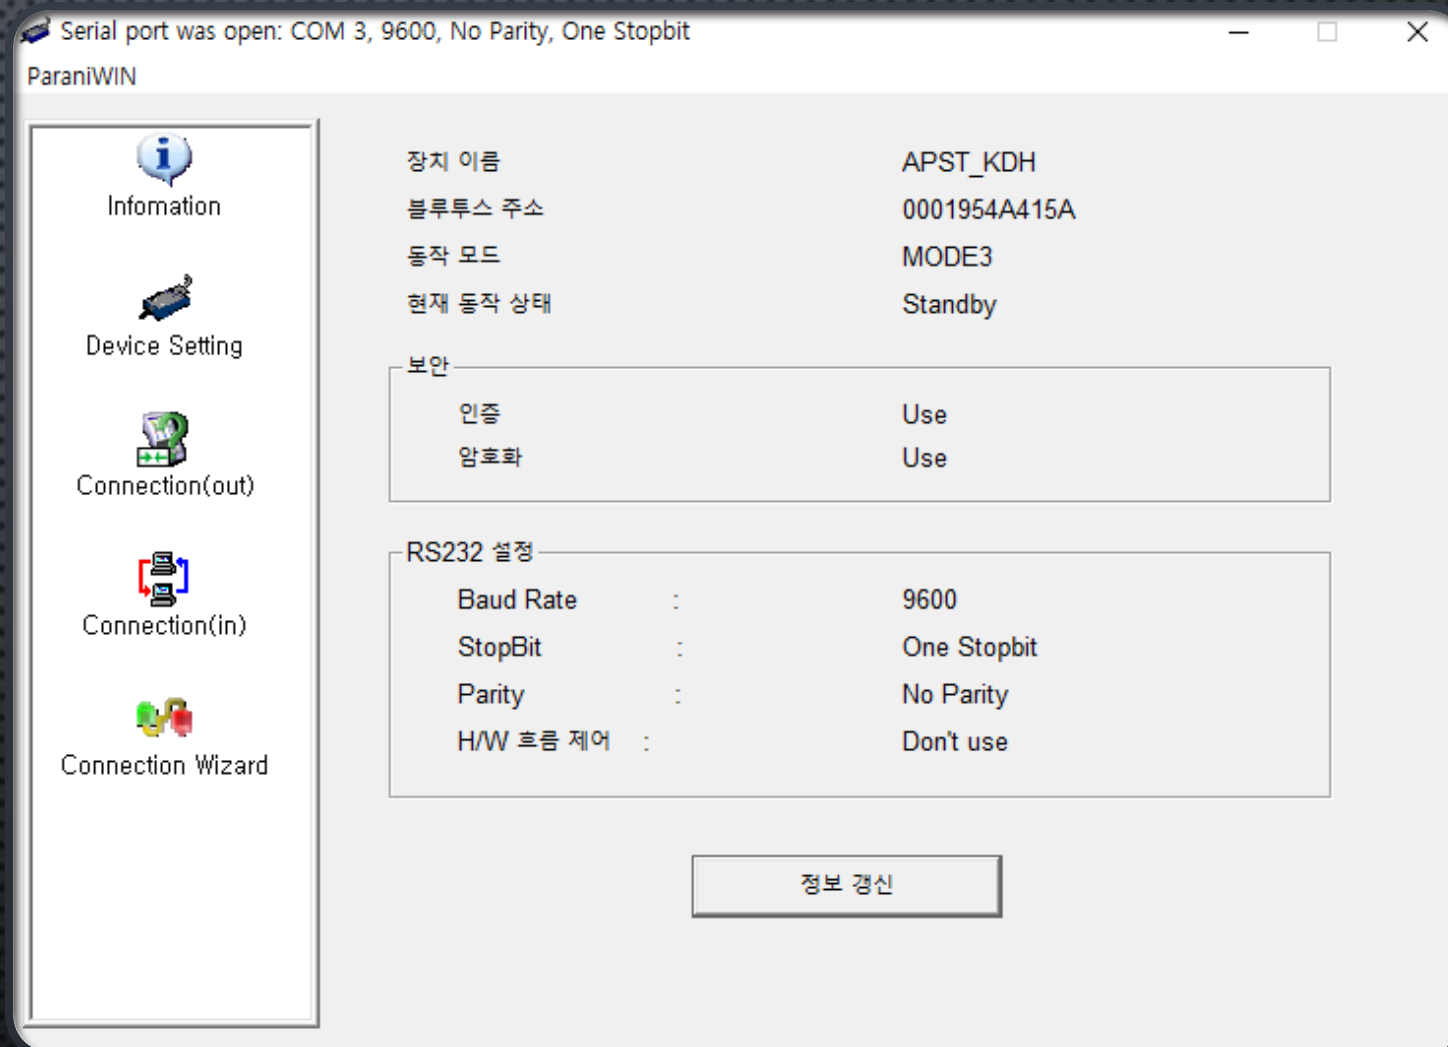 Serial port was open: COM 3, 9600, No Parity, One Stopbit
ParaniWIN
Infomation
Device Setting
Connection(out)
Connection(in)
Connection Wizard
장치 이름 APST_KDH
블루투스 주소 0001954A415A
동작 모드 MODE3
현재 동작 상태 Standby
보안
인증 Use
암호화 Use
RS232 설정
Baud Rate : 9600
StopBit : One Stopbit
Parity : No Parity
H/W 흐름 제어 : Don't use
정보 갱신